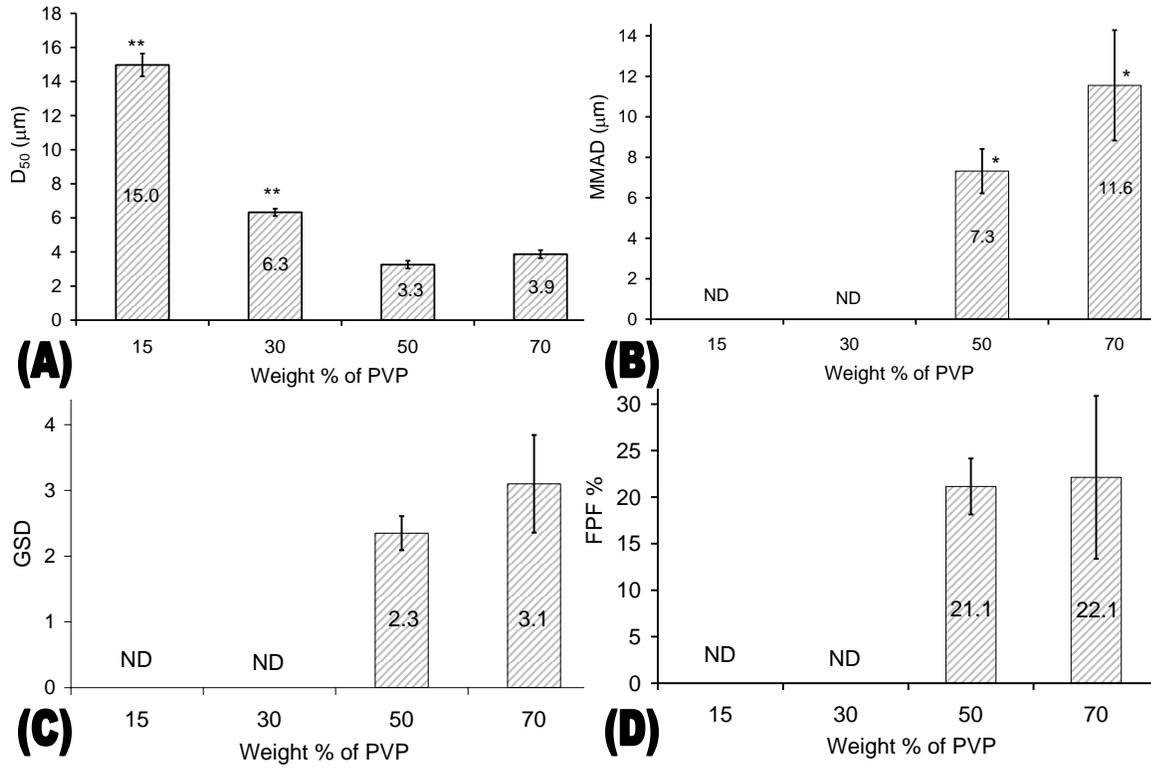 18
16
14
12
10
8
6
4
2
0
D50 (μm)
**
**
15.0
6.3
3.3
3.9
15 30 50 70
Weight % of PVP
(A)
14
12
10
8
6
4
2
0
MMAD (μm)
ND
ND
*
*
7.3
11.6
15 30 50 70
Weight % of PVP
(B)
4
3
2
1
0
GSD
ND
ND
2.3
3.1
15 30 50 70
Weight % of PVP
(C)
30
25
20
15
10
5
0
FPF %
ND
ND
21.1
22.1
15 30 50 70
Weight % of PVP
(D)